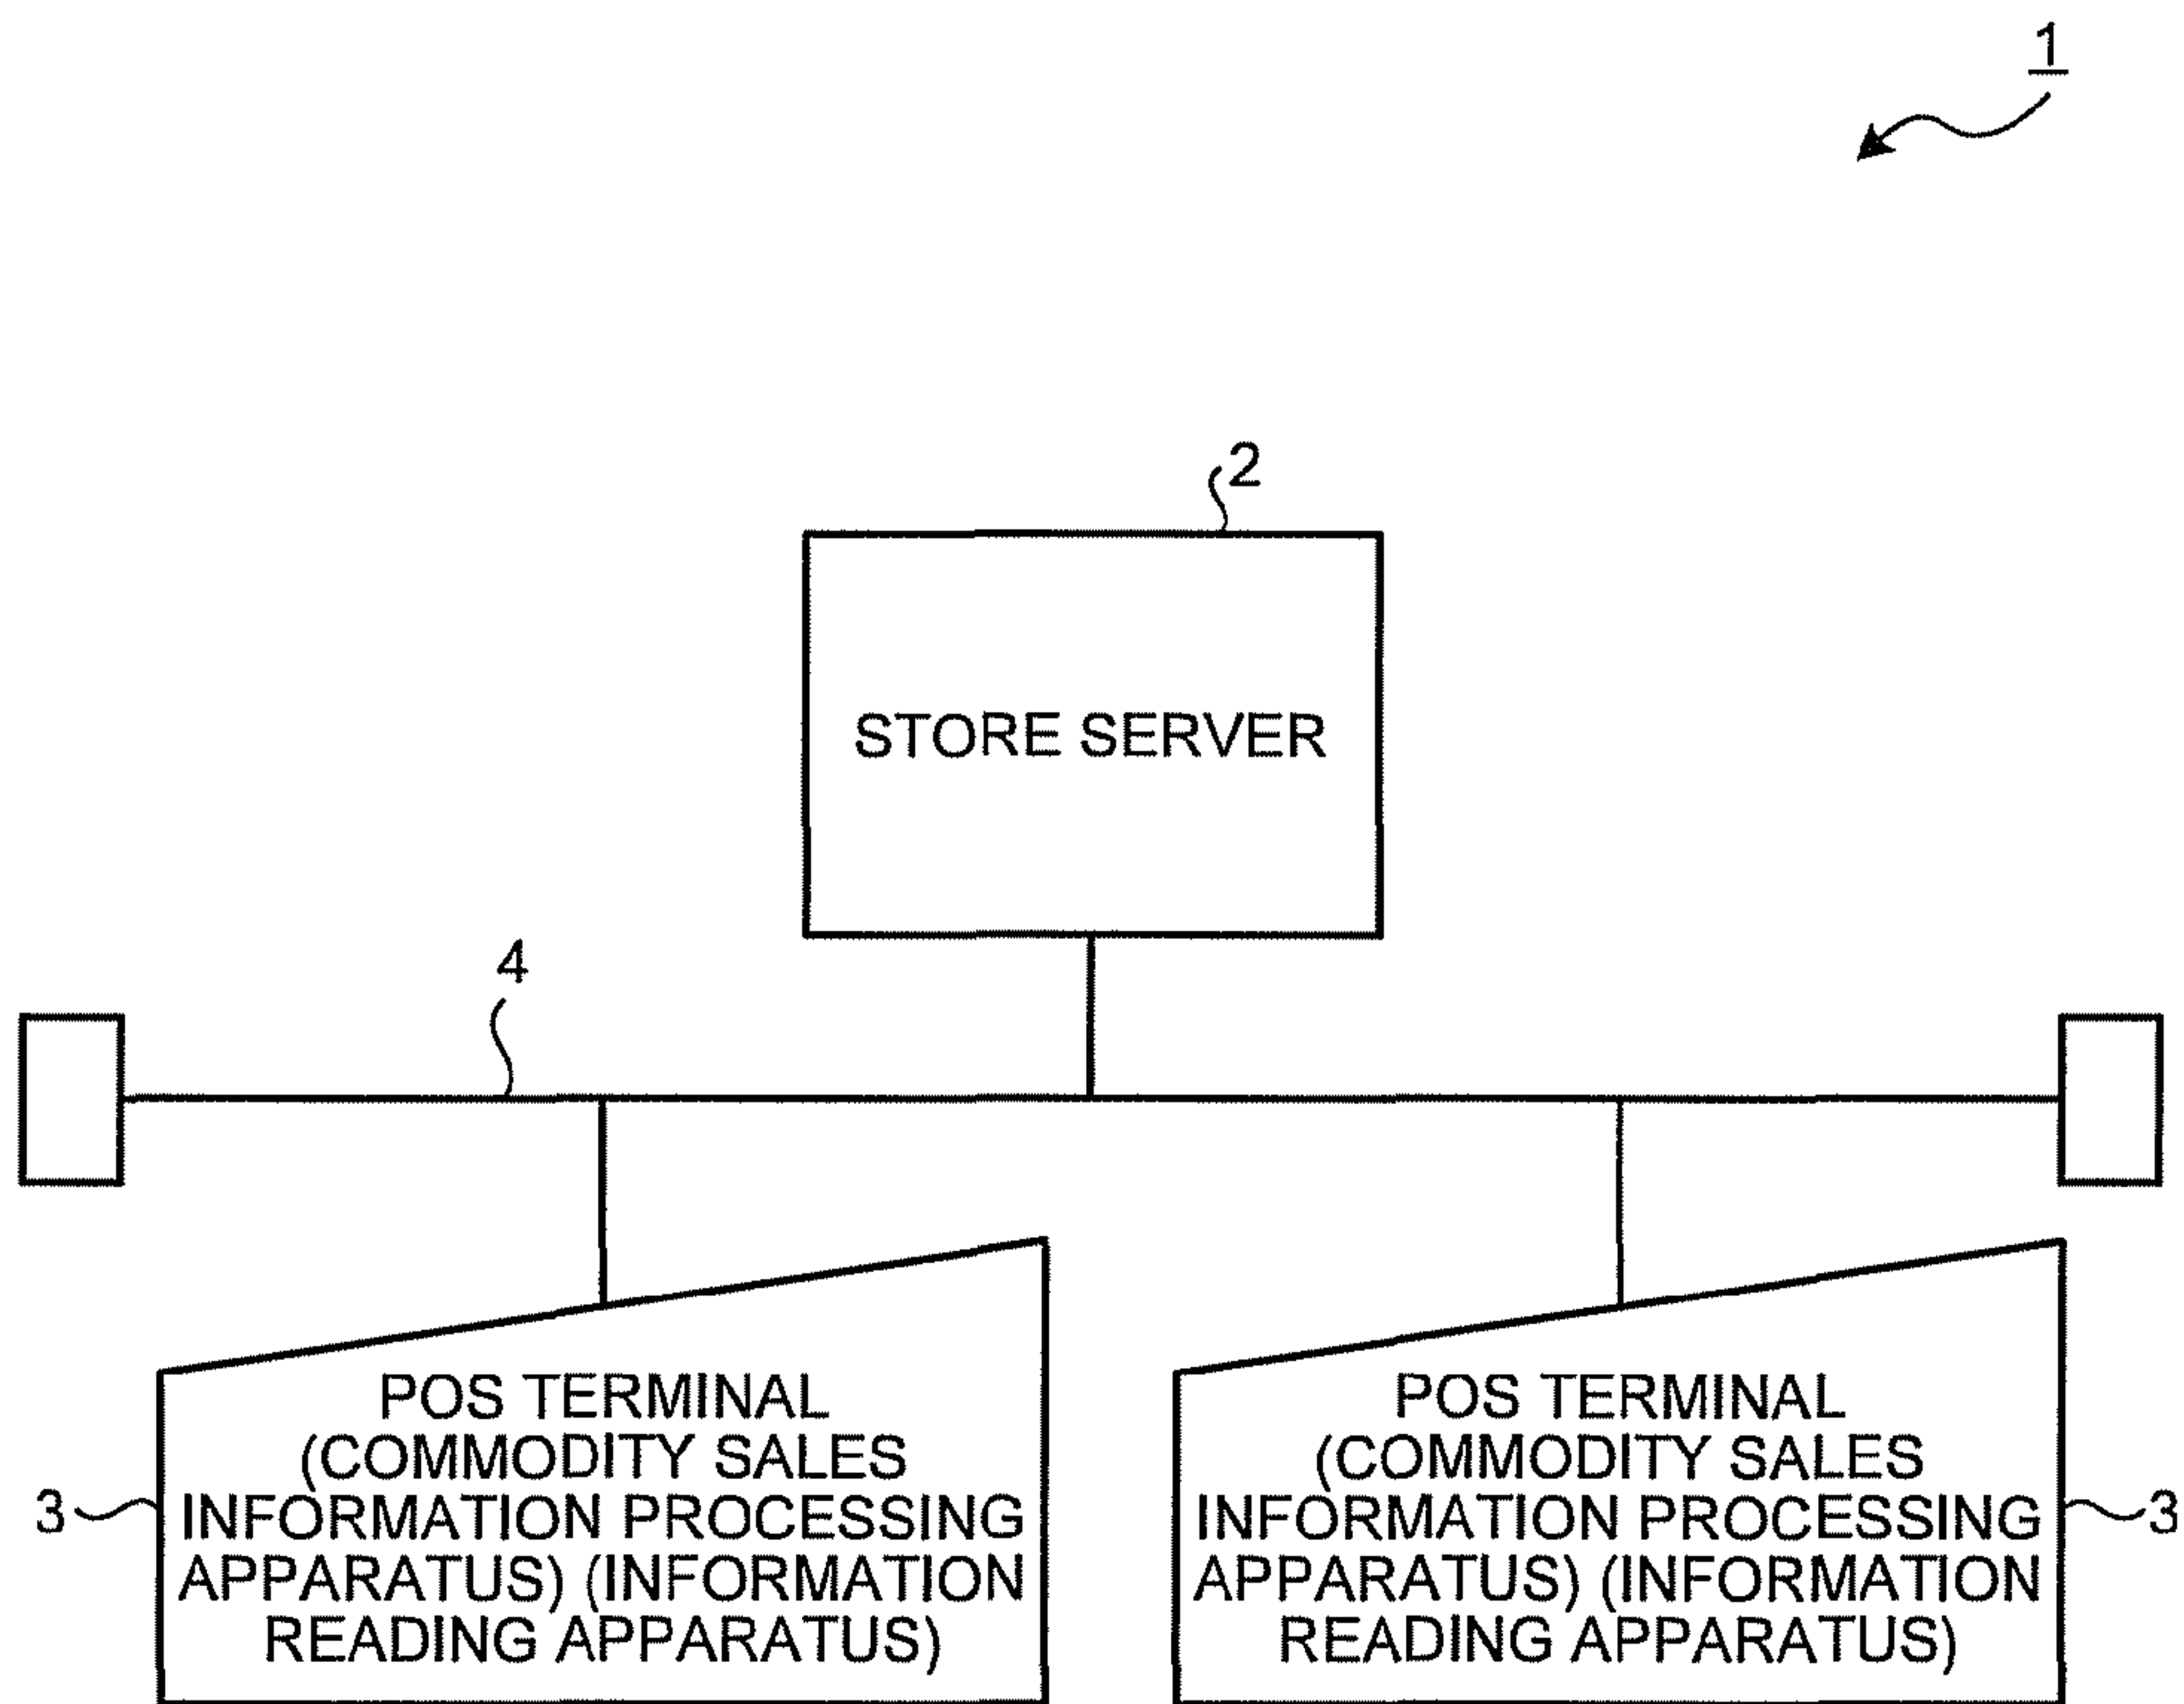 1
2
STORE SERVER
4
POS TERMINAL
(COMMODITY SALES
INFORMATION PROCESSING
APPARATUS) (INFORMATION
READING APPARATUS)
3
POS TERMINAL
(COMMODITY SALES
INFORMATION PROCESSING
APPARATUS) (INFORMATION
READING APPARATUS)
3